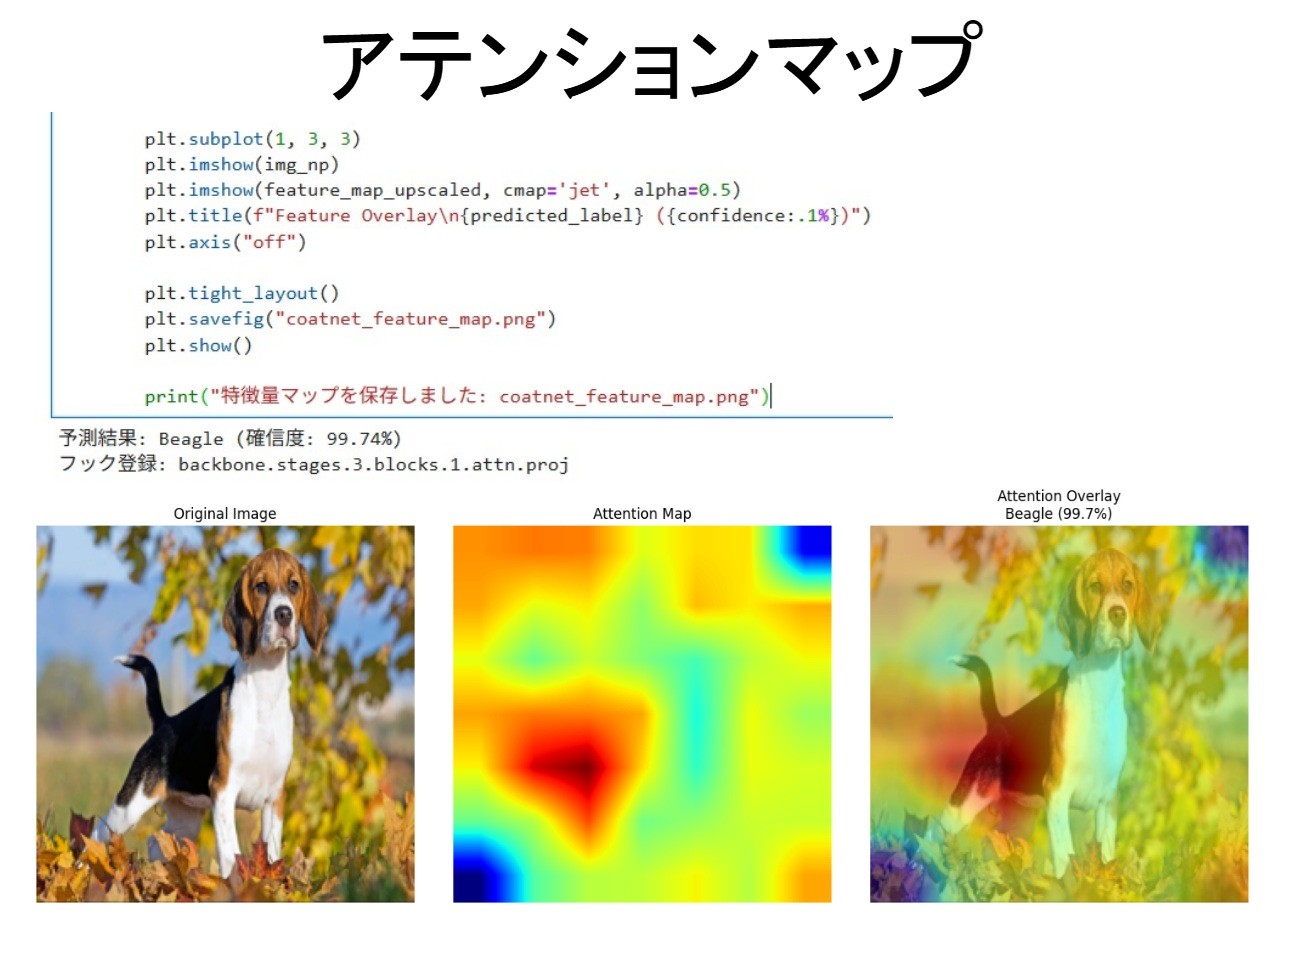 アテンションマップ
plt.subplot(1, 3, 3)
plt.imshow(img_np)
plt.imshow(feature_map_upscaled, cmap='jet', alpha=0.5)
plt.title(f"Feature Overlay\n{predicted_label} ({confidence:.1%})")
plt.axis("off")
plt.tight_layout()
plt.savefig("coatnet_feature_map.png")
plt.show()
print("特徴量マップを保存しました: coatnet_feature_map.png")
予測結果: Beagle (確信度: 99.74%)
フック登録: backbone.stages.3.blocks.1.attn.proj
Original Image
Attention Map
Attention Overlay
Beagle (99.7%)